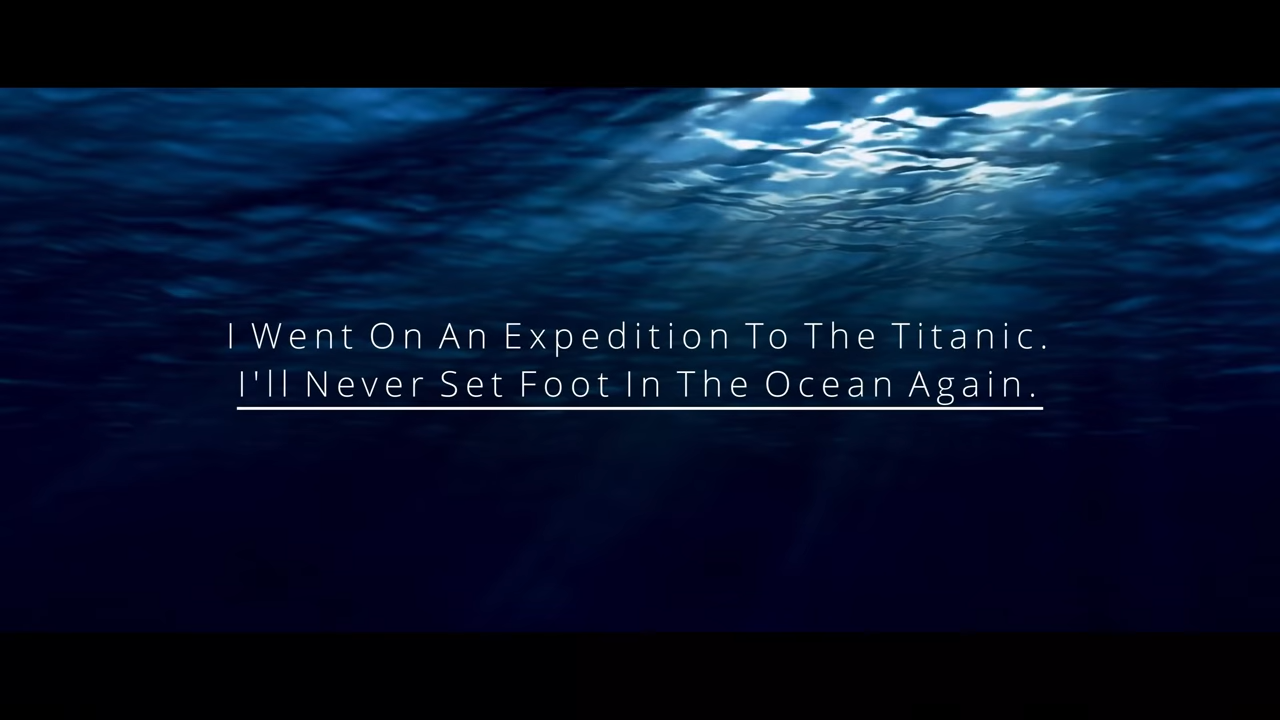 I Went On An Expedition To The Titanic.
I'll Never Set Foot In The Ocean Again.